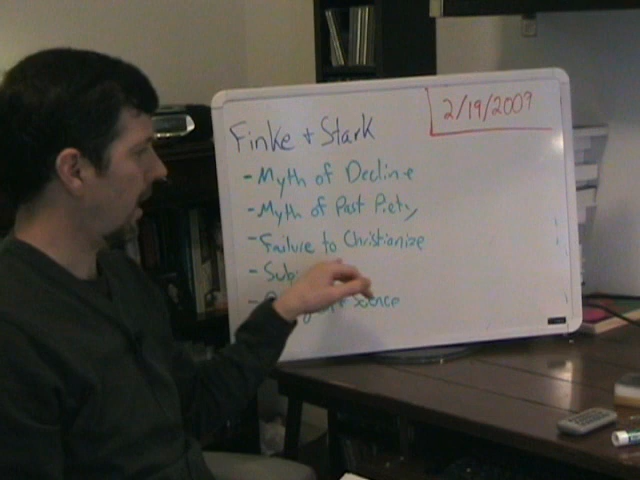 2/19/2009
Finke + Stark
- Myth of Decline
- Myth of Past Piety
- Failure to Christianize
-
-